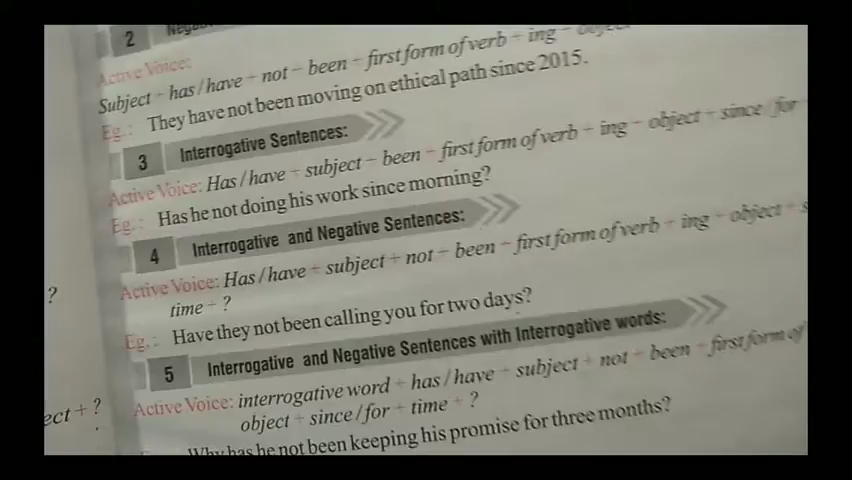 2
Active Voice:
Subject + has / have + not + been + first form of verb + ing + object
Eg.: They have not been moving on ethical path since 2015.
3 Interrogative Sentences:
Active Voice: Has / have + subject + been + first form of verb + ing + object + since / for +
Eg.: Has he not doing his work since morning?
4 Interrogative and Negative Sentences:
Active Voice: Has / have + subject + not + been + first form of verb + ing + object + s
?
time + ?
Eg.: Have they not been calling you for two days?
5 Interrogative and Negative Sentences with Interrogative words:
Active Voice: interrogative word + has / have + subject + not + been + first form of
ect + ?
object + since / for + time + ?
Why has he not been keeping his promise for three months?